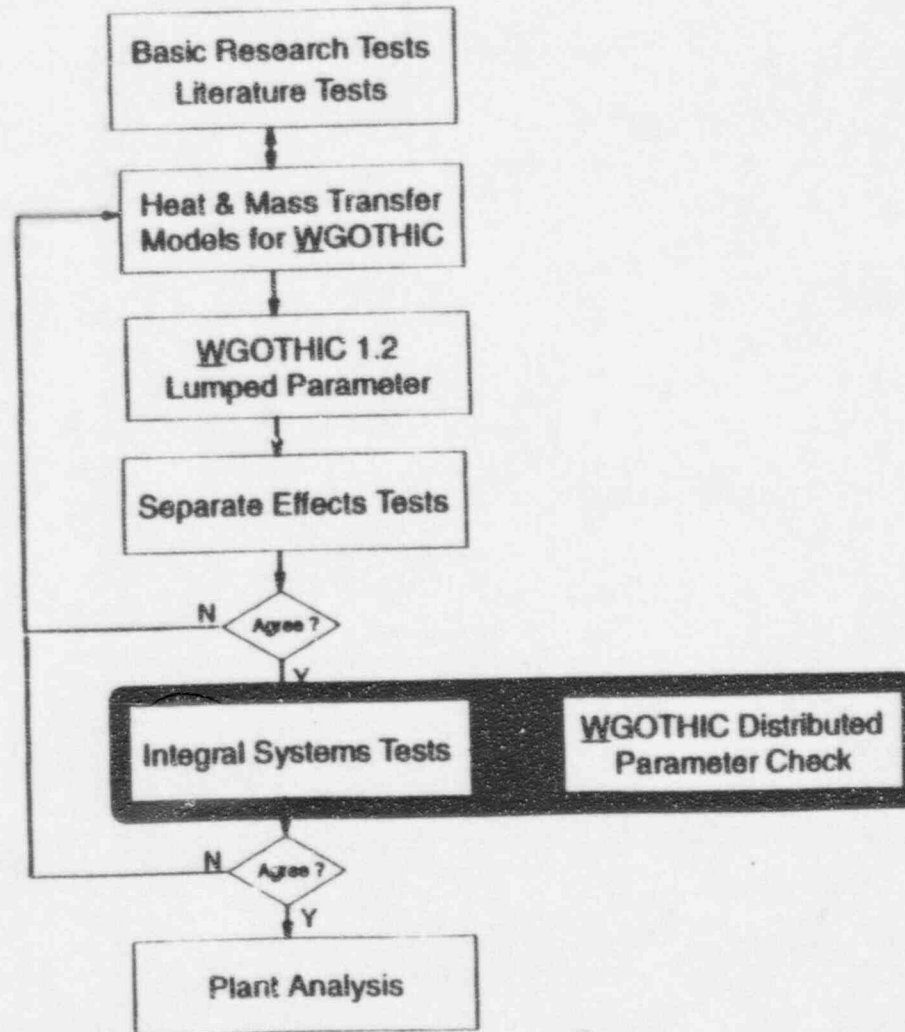 Basic Research Tests
Literature Tests
Heat & Mass Transfer
Models for WGOTHIC
WGOTHIC 1.2
Lumped Parameter
Separate Effects Tests
N
Agree ?
Y
Integral Systems Tests
WGOTHIC Distributed
Parameter Check
N
Agree ?
Y
Plant Analysis